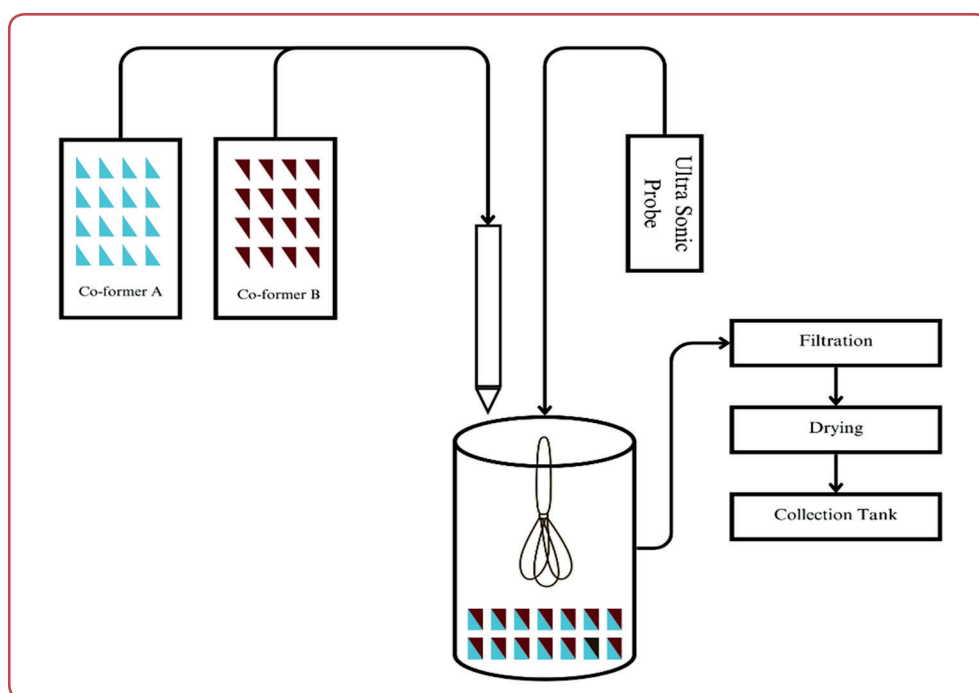 Co-former A
Co-former B
Ultra Sonic
Probe
Filtration
Drying
Collection Tank